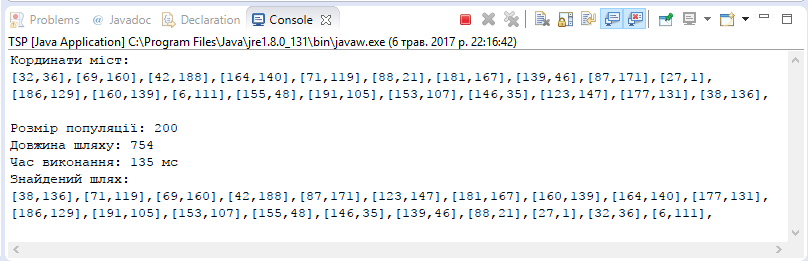 Problems @ Javadoc Declaration Console
TSP [Java Application] C:\Program Files\Java\jre1.8.0_131\bin\javaw.exe (6 трав. 2017 р. 22:16:42)
Кординати міст:
[32,36],[69,160],[42,188],[164,140],[71,119],[88,21],[181,167],[139,46],[87,171],[27,1],
[186,129],[160,139],[6,111],[155,48],[191,105],[153,107],[146,35],[123,147],[177,131],[38,136],
Розмір популяції: 200
Довжина шляху: 754
Час виконання: 135 мс
Знайдений шлях:
[38,136],[71,119],[69,160],[42,188],[87,171],[123,147],[181,167],[160,139],[164,140],[177,131],
[186,129],[191,105],[153,107],[155,48],[146,35],[139,46],[88,21],[27,1],[32,36],[6,111],